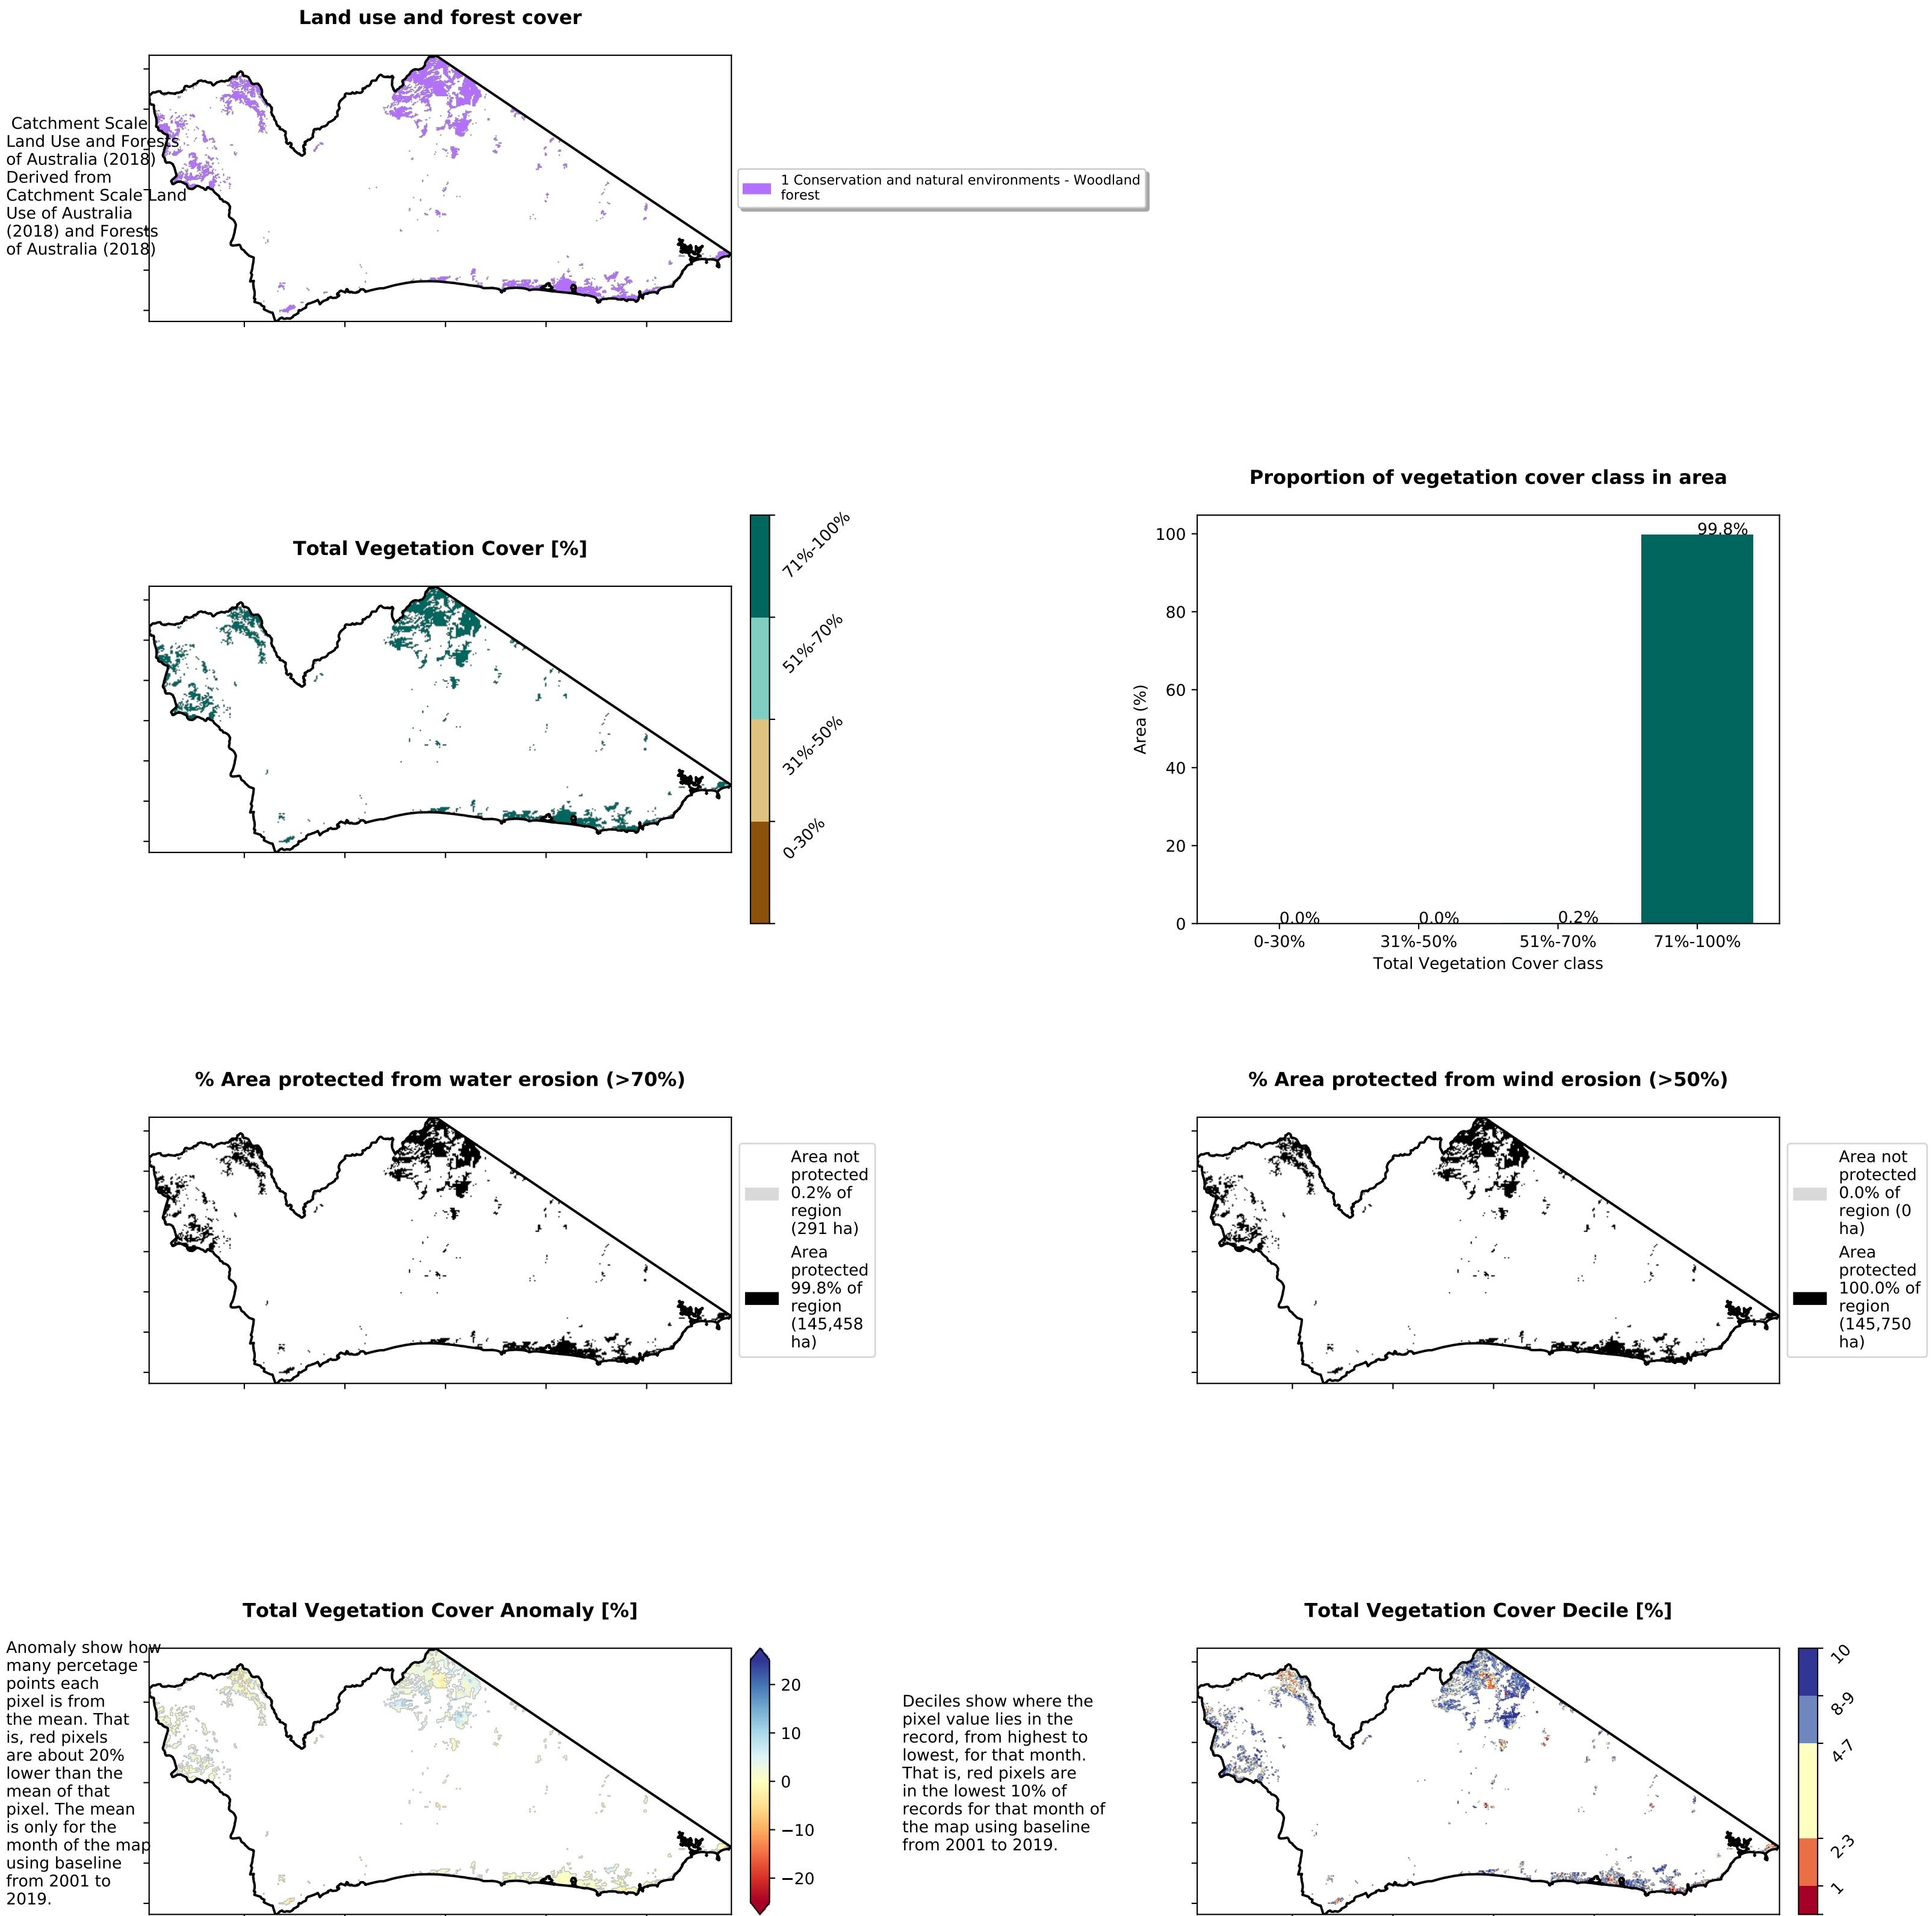 Land use and forest cover
Catchment Scale
Land Use and Forests
of Australia (2018)
Derived from
Catchment Scale Land
Use of Australia
(2018) and Forests
of Australia (2018)
1 Conservation and natural environments - Woodland
forest
Total Vegetation Cover [%]
71%-100%
51%-70%
31%-50%
0-30%
Proportion of vegetation cover class in area
100
80
60
40
20
0
Area (%)
0.0%
0.0%
0.2%
99.8%
0-30%
31%-50%
51%-70%
71%-100%
Total Vegetation Cover class
% Area protected from water erosion (>70%)
Area not
protected
0.2% of
region
(291 ha)
Area
protected
99.8% of
region
(145,458
ha)
% Area protected from wind erosion (>50%)
Area not
protected
0.0% of
region (0
ha)
Area
protected
100.0% of
region
(145,750
ha)
Total Vegetation Cover Anomaly [%]
Anomaly show how
many percetage
points each
pixel is from
the mean. That
is, red pixels
are about 20%
lower than the
mean of that
pixel. The mean
is only for the
month of the map
using baseline
from 2001 to
2019.
20
10
0
−10
−20
Total Vegetation Cover Decile [%]
Deciles show where the
pixel value lies in the
record, from highest to
lowest, for that month.
That is, red pixels are
in the lowest 10% of
records for that month of
the map using baseline
from 2001 to 2019.
10
8-9
4-7
2-3
1